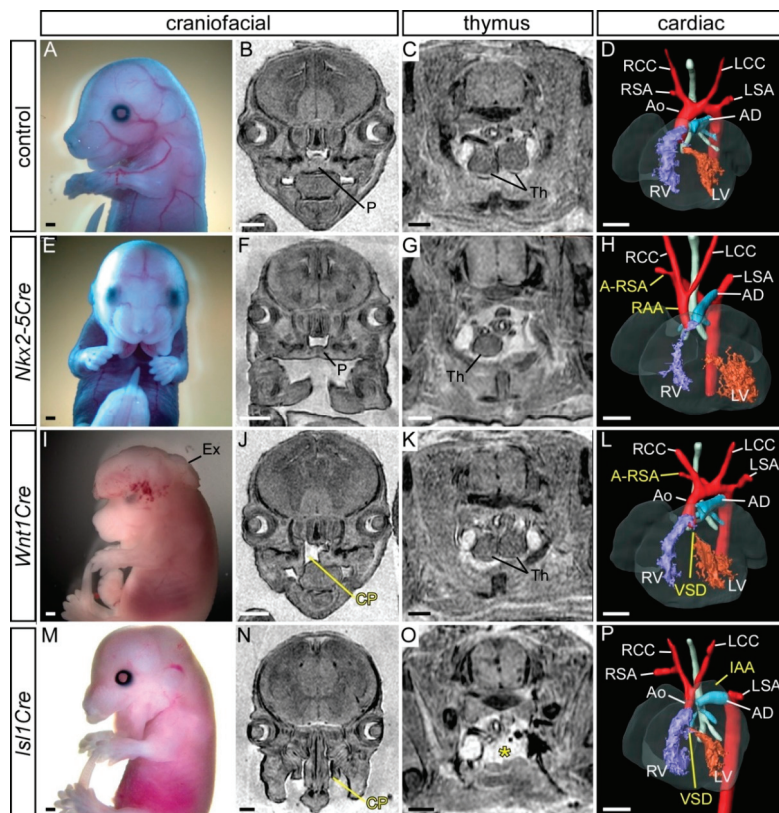 craniofacial thymus cardiac
control
A B C D
RCC LCC
RSA LSA
Ao AD
P Th RV LV
Nkx2-5Cre
E F G H
RCC LCC
A-RSA LSA
RAA AD
P Th RV LV
Wnt1Cre
I Ex J K L
RCC LCC
A-RSA LSA
Ao AD
CP Th RV VSD LV
Isl1Cre
M N O P
RCC LCC
IAA
RSA LSA
Ao AD
CP* * RV LV
VSD